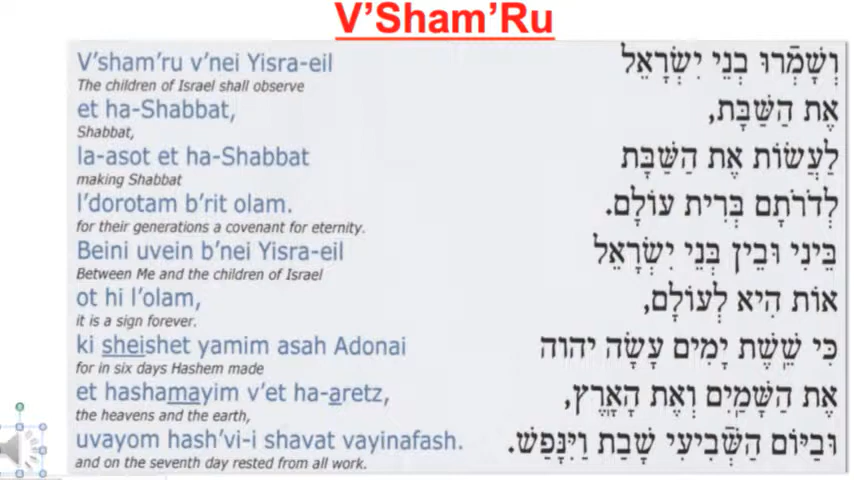 V’Sham’Ru
V’sham’ru v’nei Yisra-eil
וְשָׁמְרוּ בְנֵי יִשְׂרָאֵל
The children of Israel shall observe
et ha-Shabbat,
אֶת הַשַּׁבָּת,
Shabbat,
la-asot et ha-Shabbat
לַעֲשׂוֹת אֶת הַשַּׁבָּת
making Shabbat
l’dorotam b’rit olam.
לְדֹרֹתָם בְּרִית עוֹלָם.
for their generations a covenant for eternity.
Beini uvein b’nei Yisra-eil
בֵּינִי וּבֵין בְּנֵי יִשְׂרָאֵל
Between Me and the children of Israel
ot hi l’olam,
אוֹת הִיא לְעוֹלָם,
it is a sign forever.
ki sheishet yamim asah Adonai
כִּי שֵֽׁשֶׁת יָמִים עָשָׂה יהוה
for in six days Hashem made
et hashamayim v’et ha-aretz,
אֶת הַשָּׁמַֽיִם וְאֶת הָאָֽרֶץ,
the heavens and the earth,
uvayom hash’vi-i shavat vayinafash.
וּבַיּוֹם הַשְּׁבִיעִי שָׁבַת וַיִּנָּפַשׁ.
and on the seventh day rested from all work.